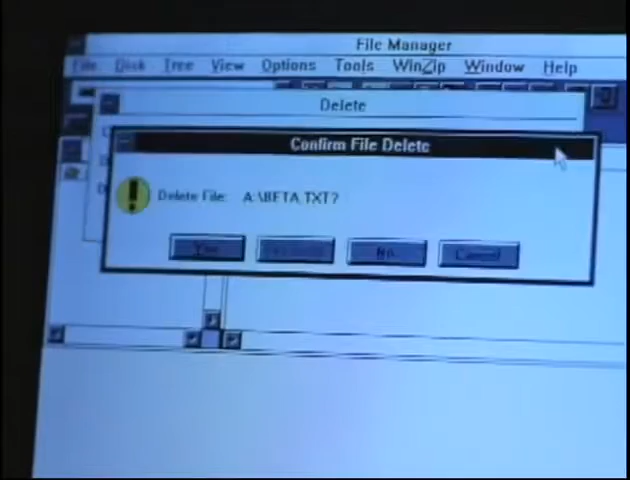 File Manager
File Disk Tree View Options Tools WinZip Window Help
Delete
Confirm File Delete
Delete File: A:\BETA.TXT?
Yes No Cancel